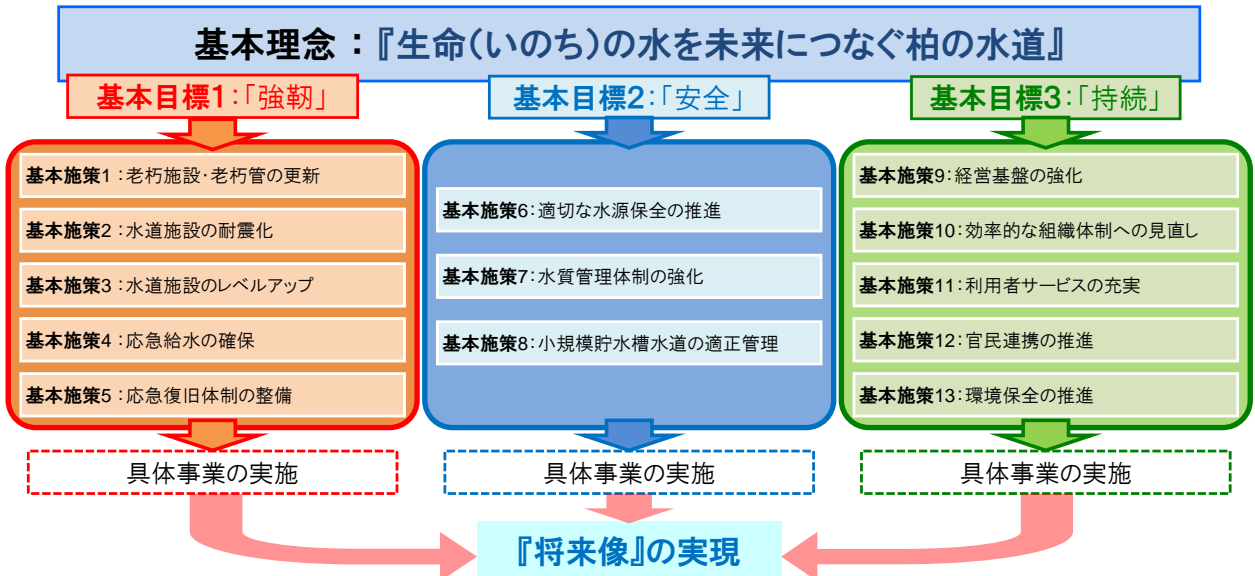 基本理念：『生命（いのち）の水を未来につなぐ柏の水道』
基本目標1：「強靭」
基本施策1：老朽施設・老朽管の更新
基本施策2：水道施設の耐震化
基本施策3：水道施設のレベルアップ
基本施策4：応急給水の確保
基本施策5：応急復旧体制の整備
具体事業の実施
基本目標2：「安全」
基本施策6：適切な水源保全の推進
基本施策7：水質管理体制の強化
基本施策8：小規模貯水槽水道の適正管理
具体事業の実施
基本目標3：「持続」
基本施策9：経営基盤の強化
基本施策10：効率的な組織体制への見直し
基本施策11：利用者サービスの充実
基本施策12：官民連携の推進
基本施策13：環境保全の推進
具体事業の実施
『将来像』の実現